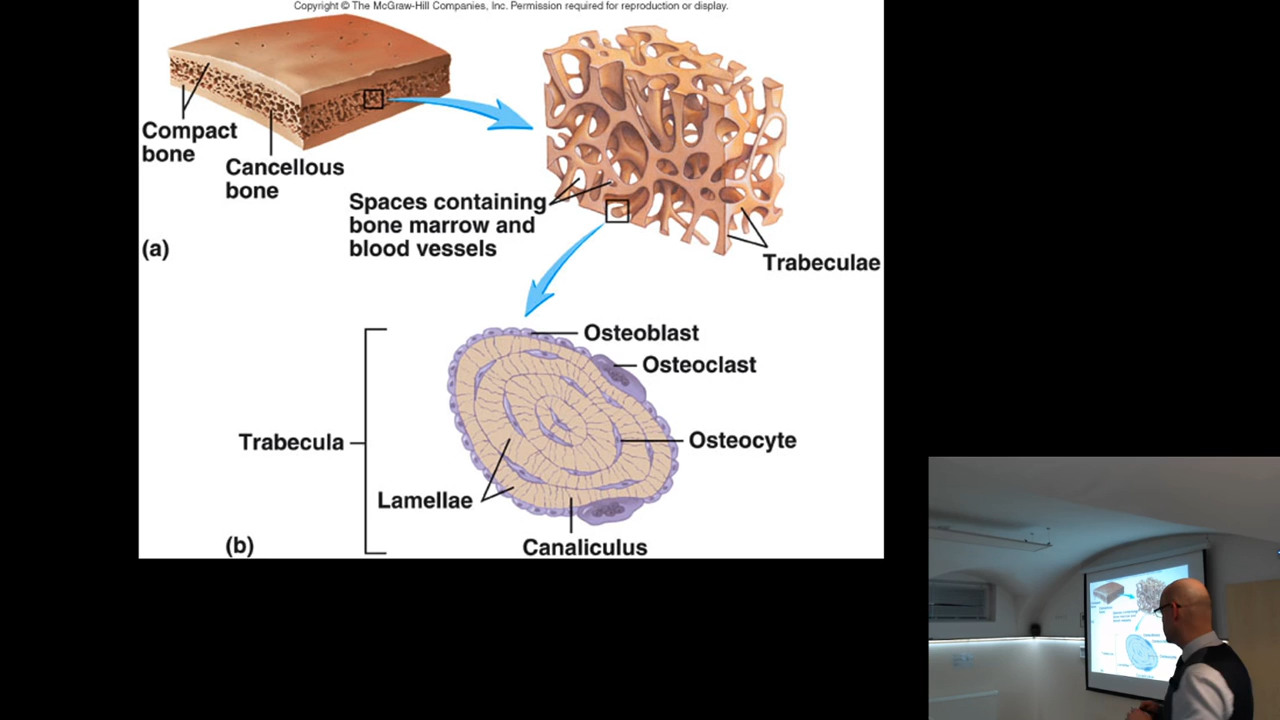 Copyright © The McGraw-Hill Companies, Inc. Permission required for reproduction or display.
Compact
bone
Cancellous
bone
Spaces containing
bone marrow and
blood vessels
(a)
Trabeculae
Osteoblast
Osteoclast
Trabecula
Osteocyte
Lamellae
(b)
Canaliculus